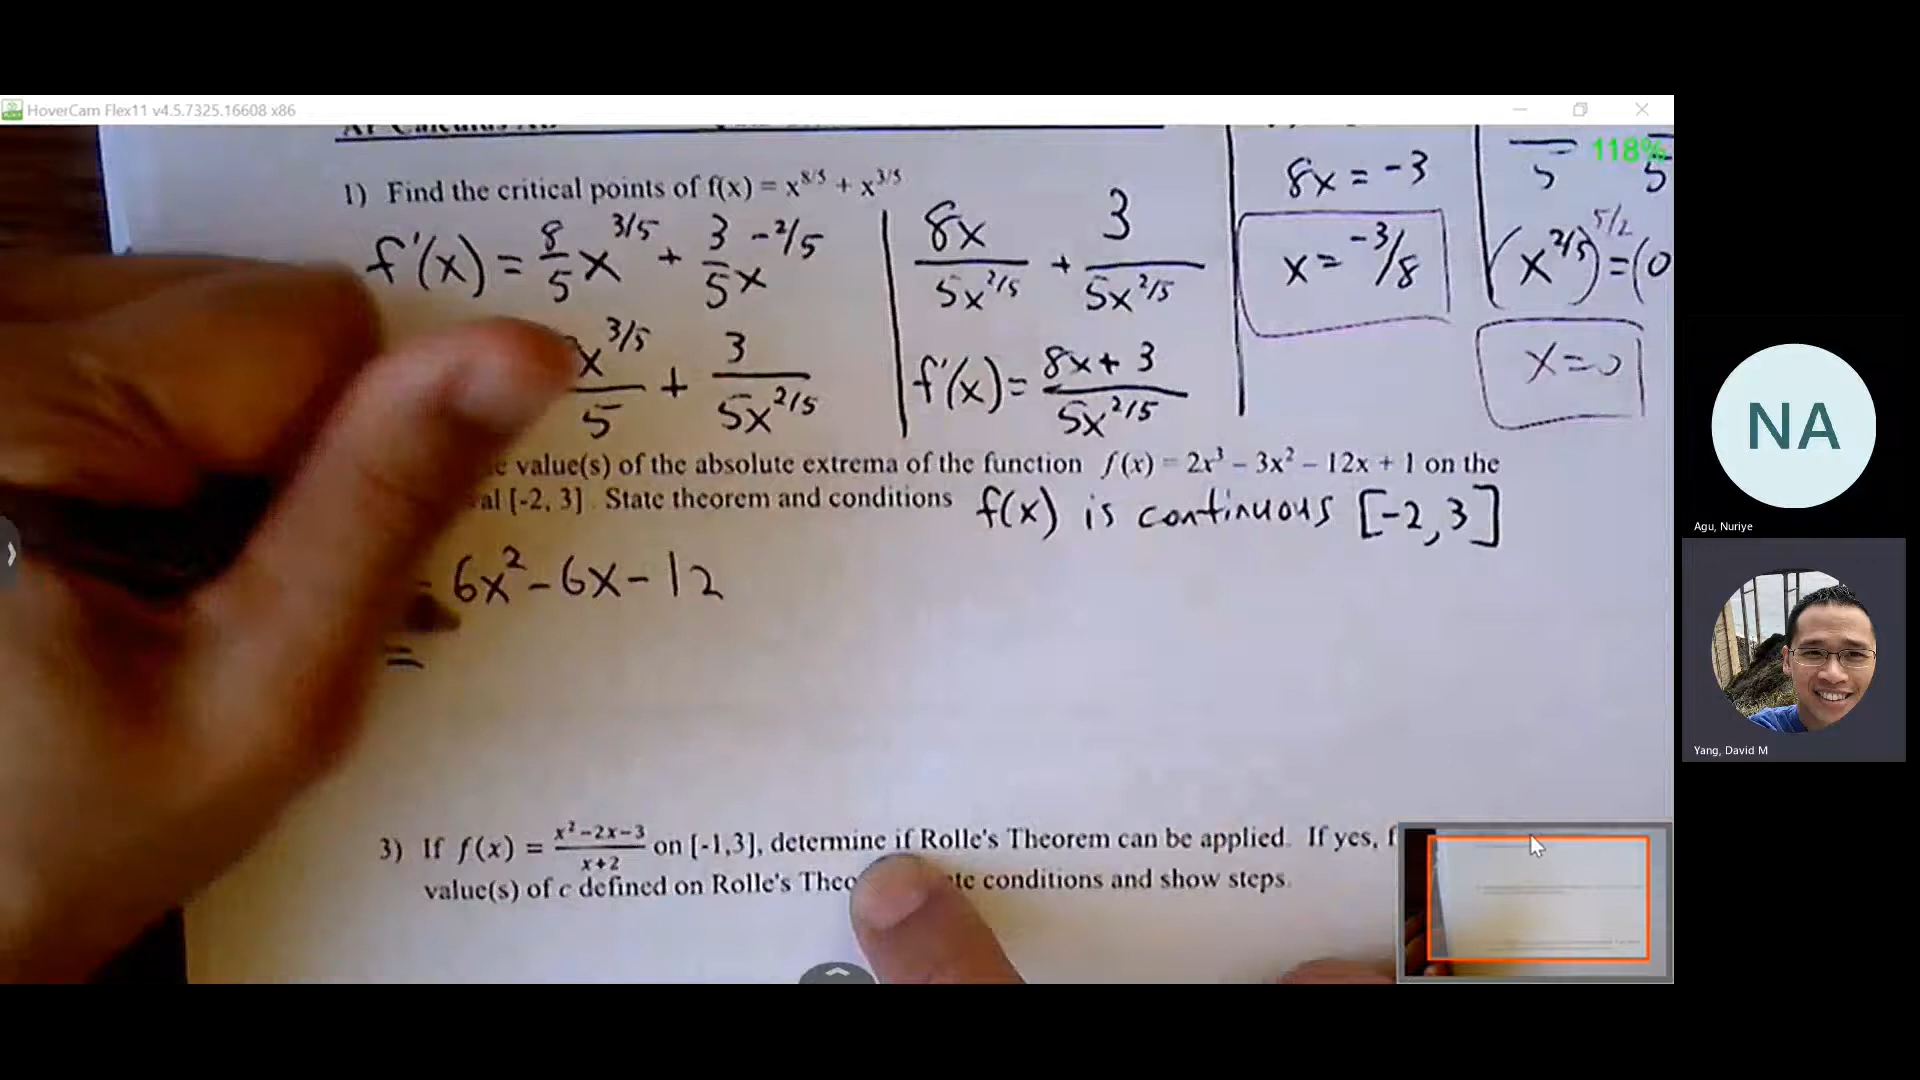 HoverCam Flex11 v4.5.7325.16608 x86
118%
1) Find the critical points of f(x) = x^8/5 + x^3/5
f'(x) = 8/5 x^3/5 + 3/5 x^-2/5
x^3/5 / 5 + 3 / 5x^2/5
8x / 5x^2/5 + 3 / 5x^2/5
f'(x) = 8x + 3 / 5x^2/5
8x = -3
x = -3/8
5 5
(x^2/5)^5/2 = (0
x = 0
value(s) of the absolute extrema of the function f(x) = 2x³ – 3x² – 12x + 1 on the
al [-2, 3] . State theorem and conditions
f(x) is continuous [-2, 3]
= 6x² - 6x - 12
=
3) If f(x) = x²-2x-3 / x+2 on [-1,3], determine if Rolle's Theorem can be applied. If yes, f
value(s) of c defined on Rolle's Theo te conditions and show steps.
NA
Agu, Nuriye
Yang, David M